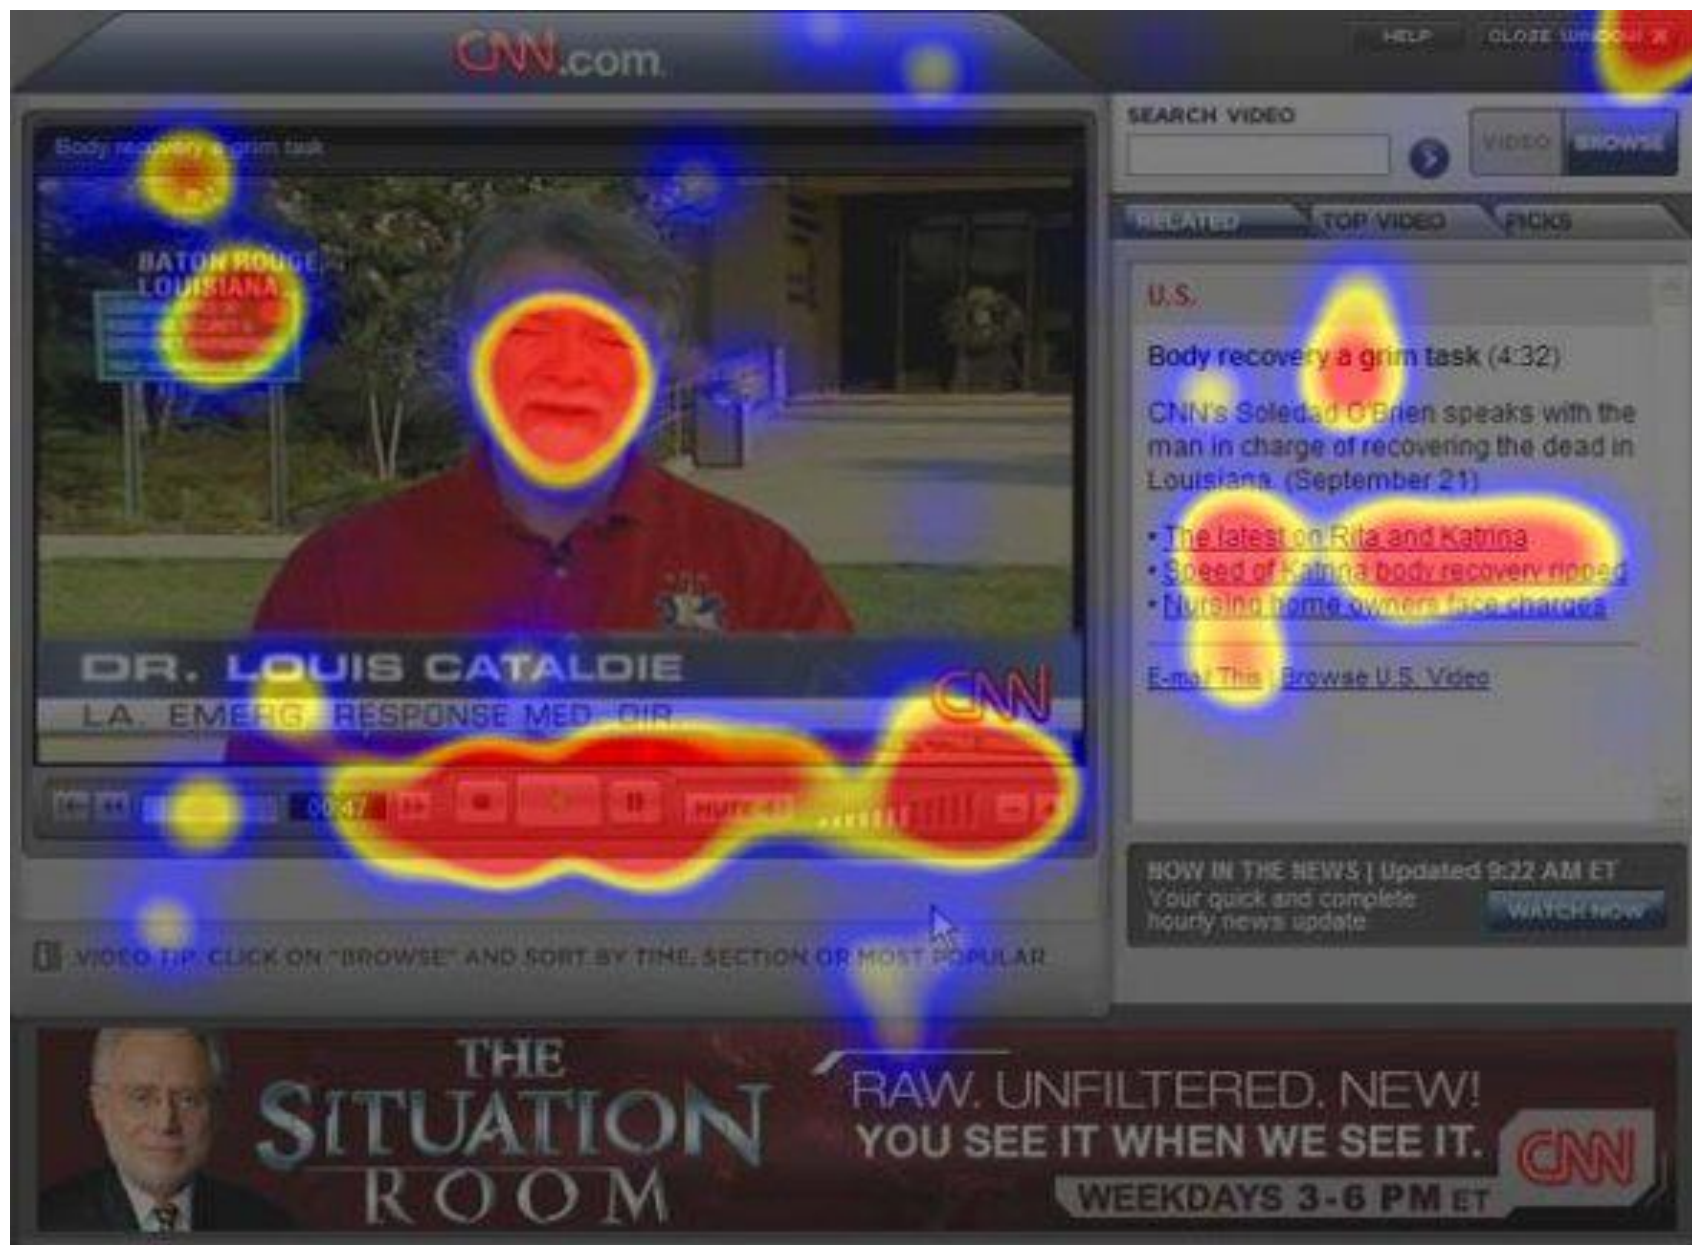 CNN.com
HELP
CLOSE WINDOW X
Body recovery a grim task
SEARCH VIDEO
VIDEO
BROWSE
RELATED
TOP VIDEO
PICKS
BATON ROUGE,
LOUISIANA
U.S.
Body recovery a grim task (4:32)
CNN's Soledad O'Brien speaks with the
man in charge of recovering the dead in
Louisiana. (September 21)
• The latest on Rita and Katrina
• Speed of Katrina body recovery ripped
• Nursing home owners face charges
E-mail This | Browse U.S. Video
DR. LOUIS CATALDIE
LA. EMERG. RESPONSE MED. DIR.
CNN
00:47
MUTE
NOW IN THE NEWS | Updated 9:22 AM ET
Your quick and complete
hourly news update
WATCH NOW
VIDEO TIP: CLICK ON "BROWSE" AND SORT BY TIME, SECTION OR MOST POPULAR
THE
SITUATION
ROOM
RAW. UNFILTERED. NEW!
YOU SEE IT WHEN WE SEE IT.
WEEKDAYS 3-6 PM ET
CNN